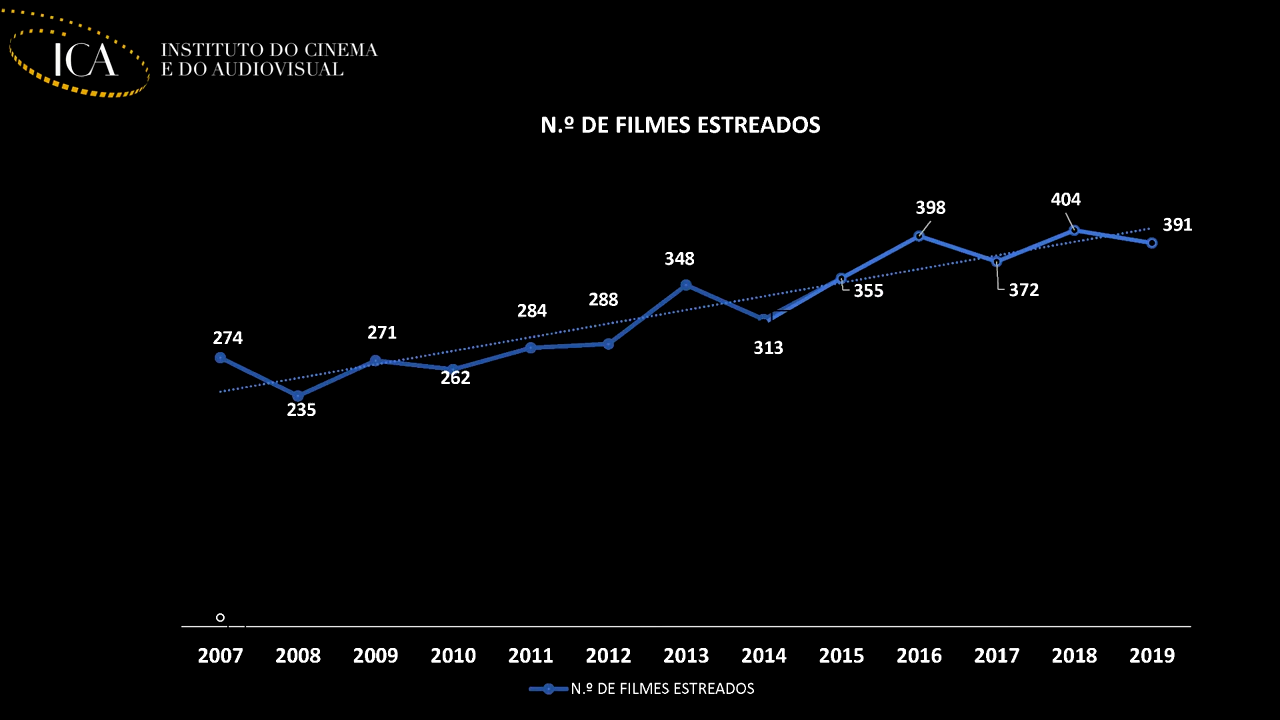 ICA
INSTITUTO DO CINEMA
E DO AUDIOVISUAL
N.º DE FILMES ESTREADOS
274
235
271
262
284
288
348
313
355
398
372
404
391
2007 2008 2009 2010 2011 2012 2013 2014 2015 2016 2017 2018 2019
N.º DE FILMES ESTREADOS